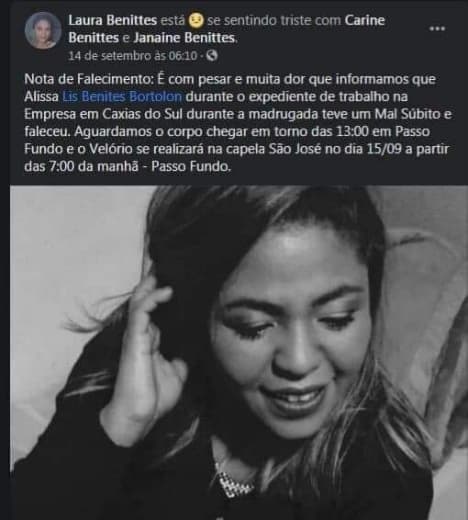 Laura Benittes está 😟 se sentindo triste com Carine
Benittes e Janaine Benittes.
14 de setembro às 06:10 ·
Nota de Falecimento: É com pesar e muita dor que informamos que
Alissa Lis Benites Bortolon durante o expediente de trabalho na
Empresa em Caxias do Sul durante a madrugada teve um Mal Súbito e
faleceu. Aguardamos o corpo chegar em torno das 13:00 em Passo
Fundo e o Velório se realizará na capela São José no dia 15/09 a partir
das 7:00 da manhã - Passo Fundo.